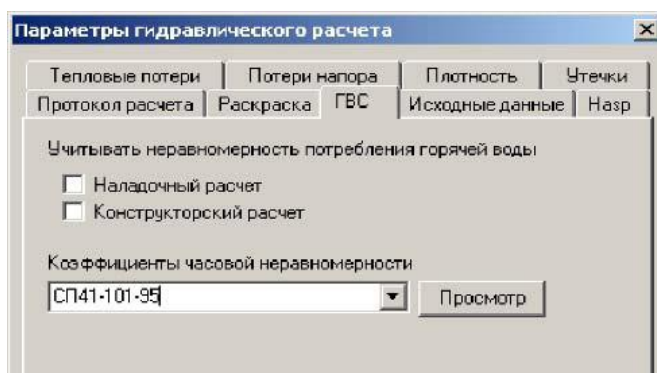 Параметры гидравлического расчета
Тепловые потери Потери напора Плотность Утечки
Протокол расчета Раскраска ГВС Исходные данные Hasp
Учитывать неравномерность потребления горячей воды
Наладочный расчет
Конструкторский расчет
Коэффициенты часовой неравномерности
СП41-101-95 Просмотр